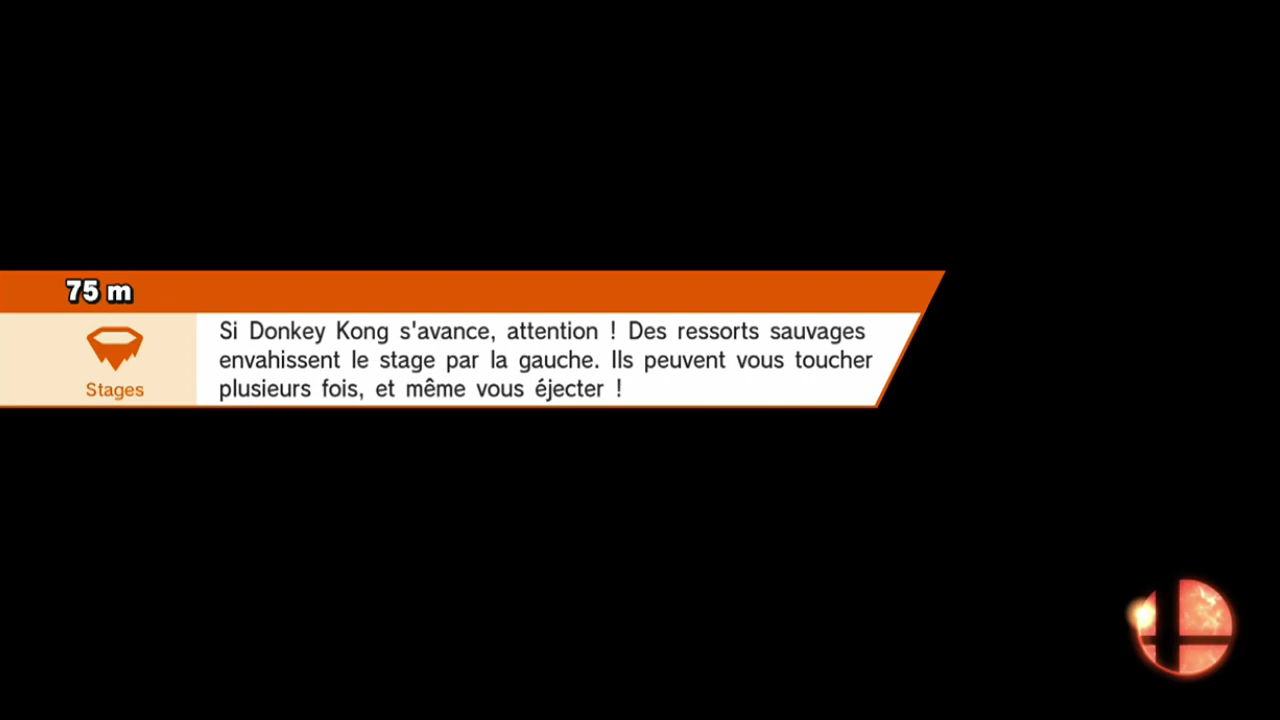 75 m
Stages
Si Donkey Kong s'avance, attention ! Des ressorts sauvages
envahissent le stage par la gauche. Ils peuvent vous toucher
plusieurs fois, et même vous éjecter !